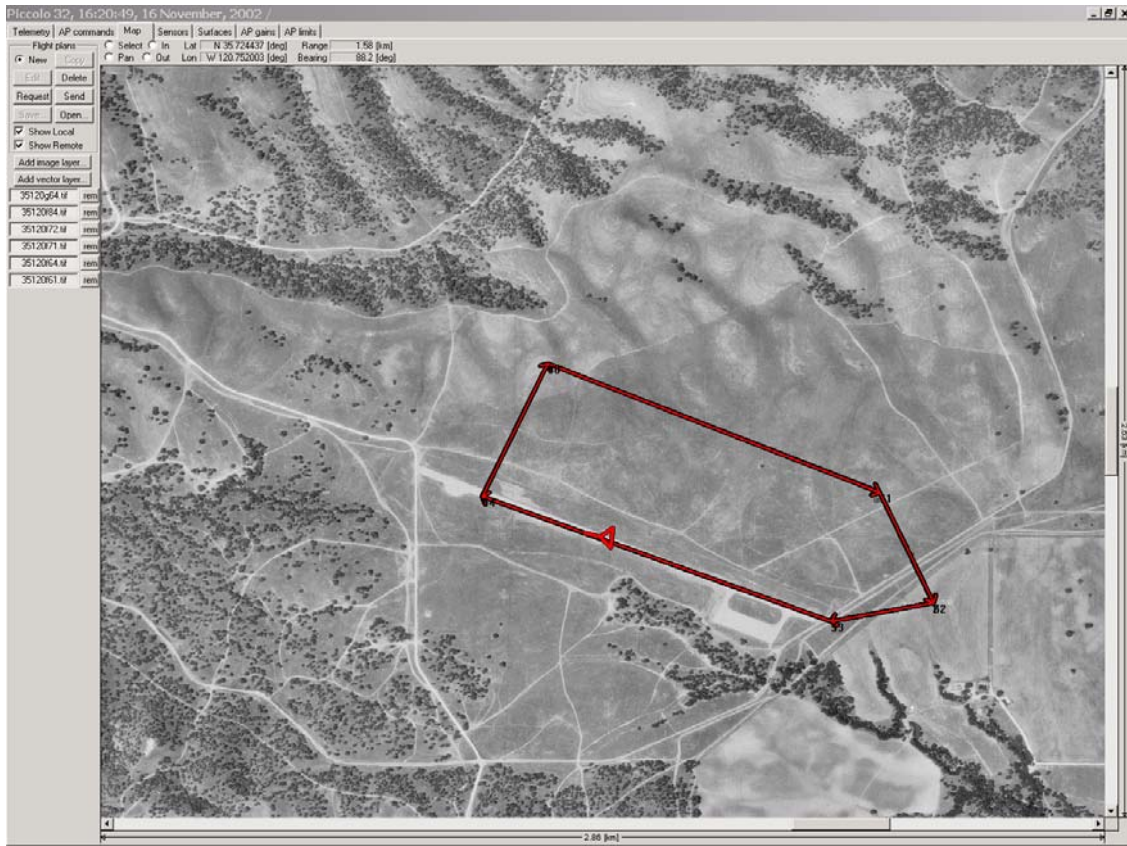 Piccolo 32, 16:20:49, 16 November, 2002 /
Telemetry AP commands Map Sensors Surfaces AP gains AP limits
Flight plans
New Copy
Edit Delete
Request Send
Save... Open...
Show Local
Show Remote
Add image layer...
Add vector layer...
35120g64.tif rem
35120f84.tif rem
35120f72.tif rem
35120f71.tif rem
35120f64.tif rem
35120f61.tif rem
Select In Lat N 35.724437 [deg] Range 1.58 [km]
Pan Out Lon W 120.752003 [deg] Bearing 88.2 [deg]
2.86 [km]